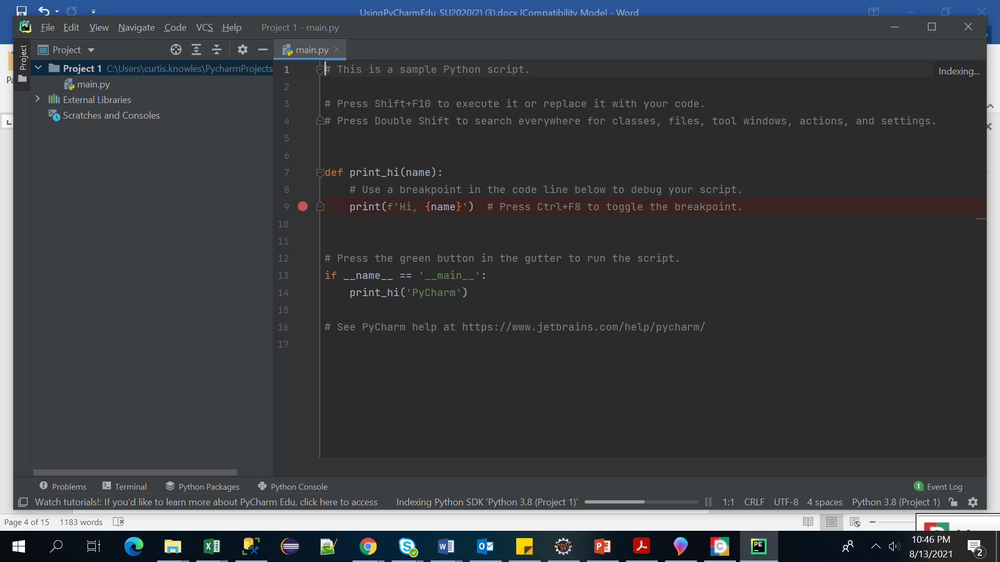 UsingPyCharmEdu_SU2020(2) (3).docx [Compatibility Mode] - Word
File Edit View Navigate Code VCS Help Project 1 - main.py
Project
Project
main.py
Project 1 C:\Users\curtis.knowles\PycharmProjects
main.py
External Libraries
Scratches and Consoles
Indexing...
1 # This is a sample Python script.
2
3 # Press Shift+F10 to execute it or replace it with your code.
4 # Press Double Shift to search everywhere for classes, files, tool windows, actions, and settings.
5
6
7 def print_hi(name):
8     # Use a breakpoint in the code line below to debug your script.
9     print(f'Hi, {name}')  # Press Ctrl+F8 to toggle the breakpoint.
10
11
12 # Press the green button in the gutter to run the script.
13 if __name__ == '__main__':
14     print_hi('PyCharm')
15
16 # See PyCharm help at https://www.jetbrains.com/help/pycharm/
17
Problems Terminal Python Packages Python Console 1 Event Log
Watch tutorials!: If you'd like to learn more about PyCharm Edu, click here to access Indexing Python SDK 'Python 3.8 (Project 1)' 1:1 CRLF UTF-8 4 spaces Python 3.8 (Project 1)
Page 4 of 15 1183 words
10:46 PM
8/13/2021
2